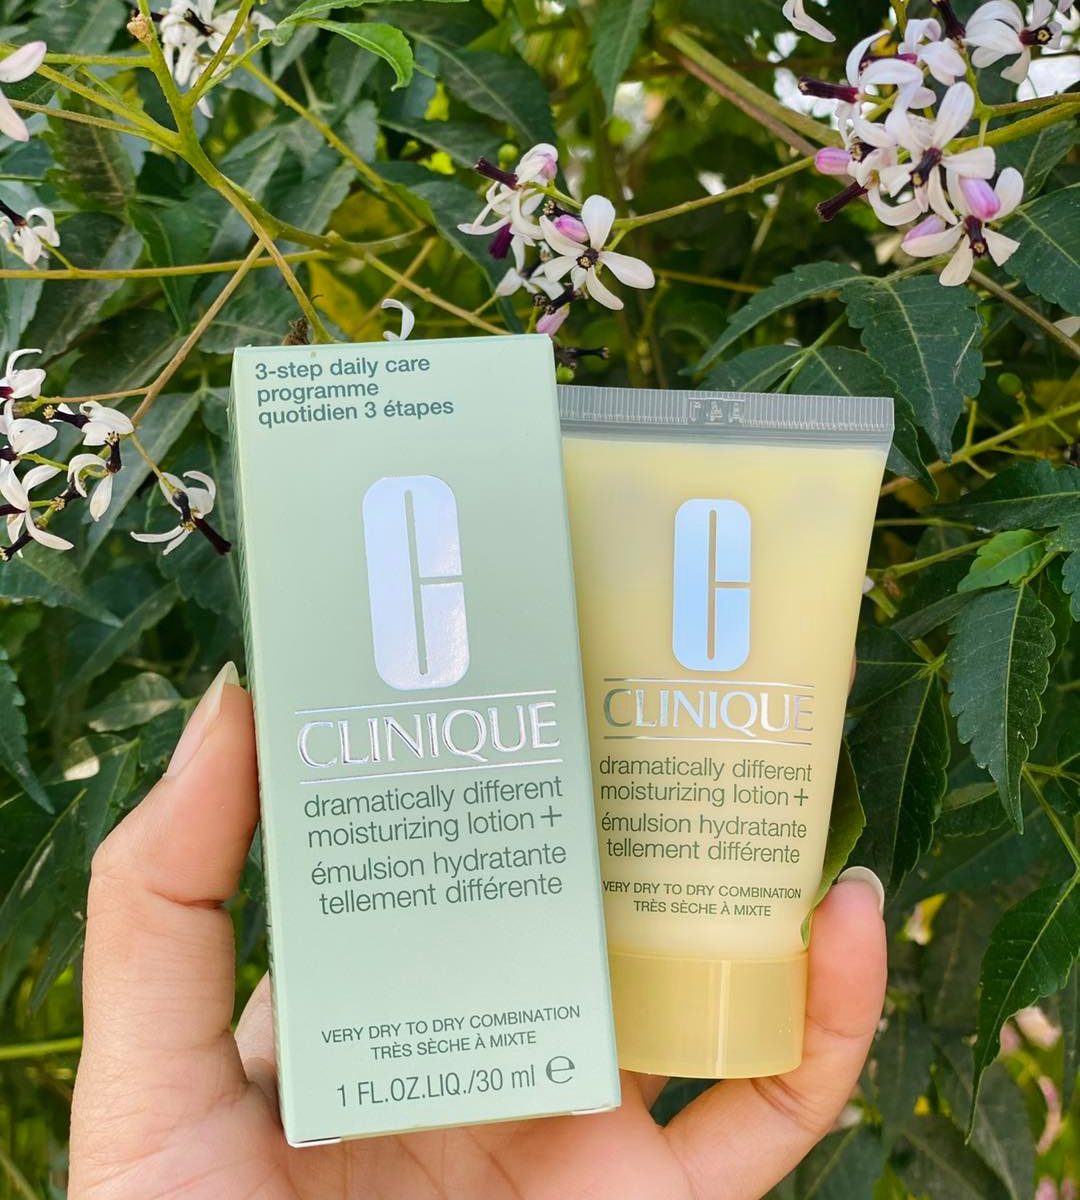 3-step daily care
programme
quotidien 3 étapes
C
CLINIQUE
dramatically different
moisturizing lotion+
émulsion hydratante
tellement différente
VERY DRY TO DRY COMBINATION
TRÈS SÈCHE À MIXTE
1 FL.OZ.LIQ./30 ml ℮
C
CLINIQUE
dramatically different
moisturizing lotion+
émulsion hydratante
tellement différente
VERY DRY TO DRY COMBINATION
TRÈS SÈCHE À MIXTE